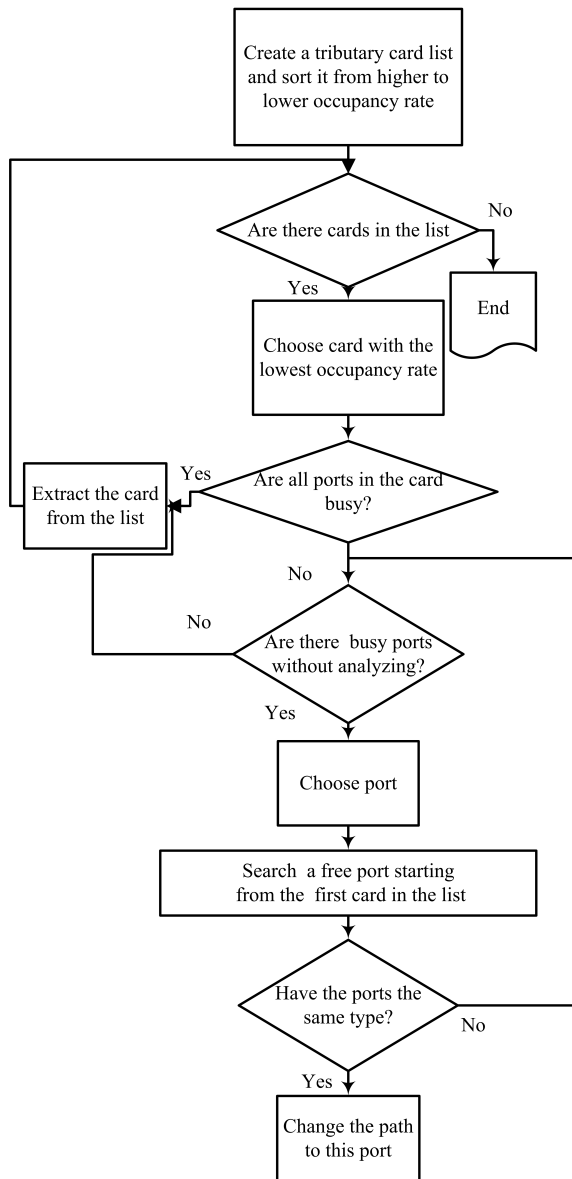 Create a tributary card list
and sort it from higher to
lower occupancy rate
Are there cards in the list
No
End
Yes
Choose card with the
lowest occupancy rate
Are all ports in the card
busy?
Yes
Extract the card
from the list
No
No
Are there busy ports
without analyzing?
Yes
Choose port
Search a free port starting
from the first card in the list
Have the ports the
same type?
No
Yes
Change the path
to this port